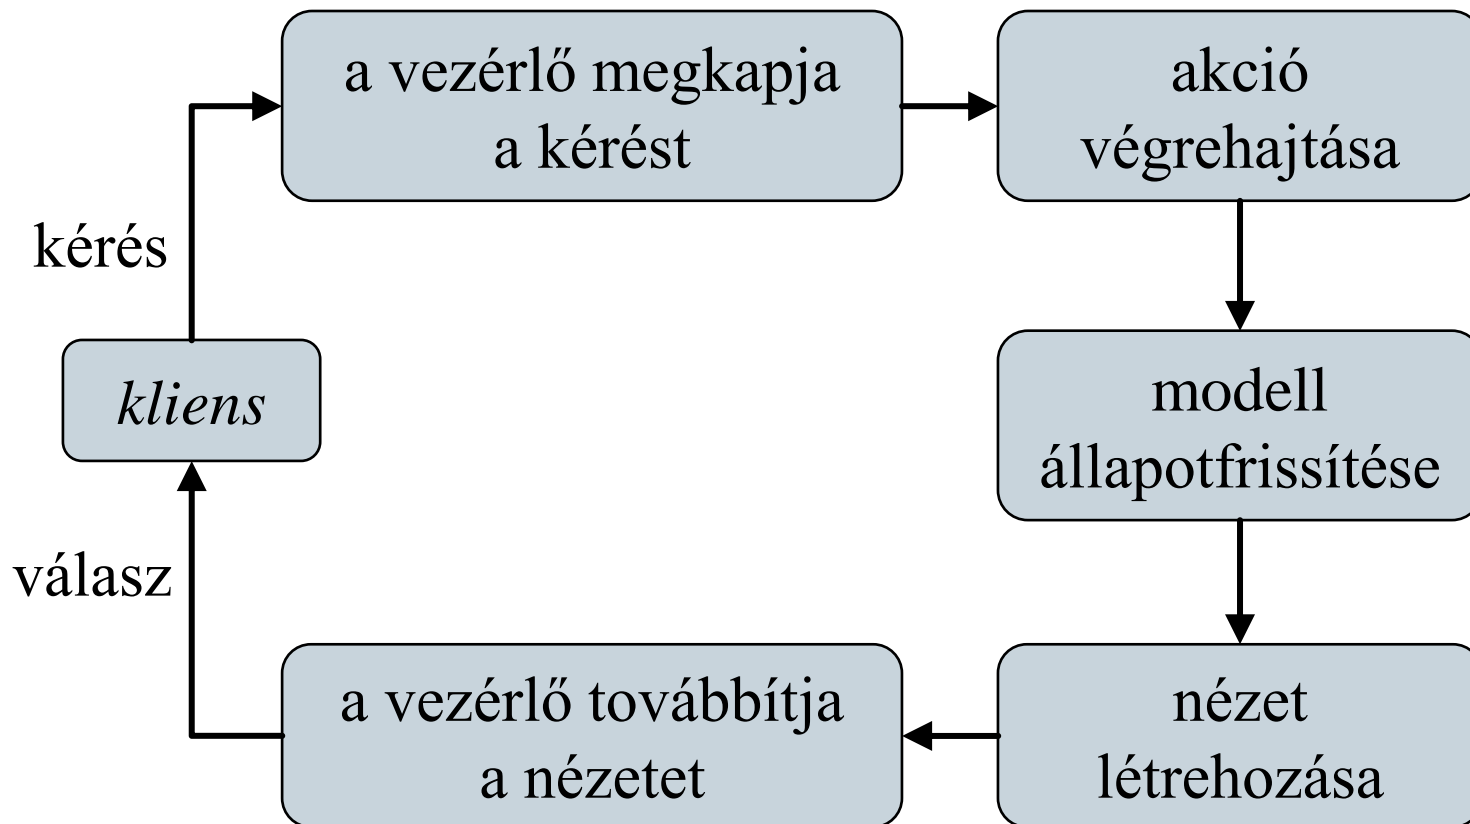 a vezérlő megkapja
a kérést
akció
végrehajtása
kérés
kliens
modell
állapotfrissítése
válasz
a vezérlő továbbítja
a nézetet
nézet
létrehozása